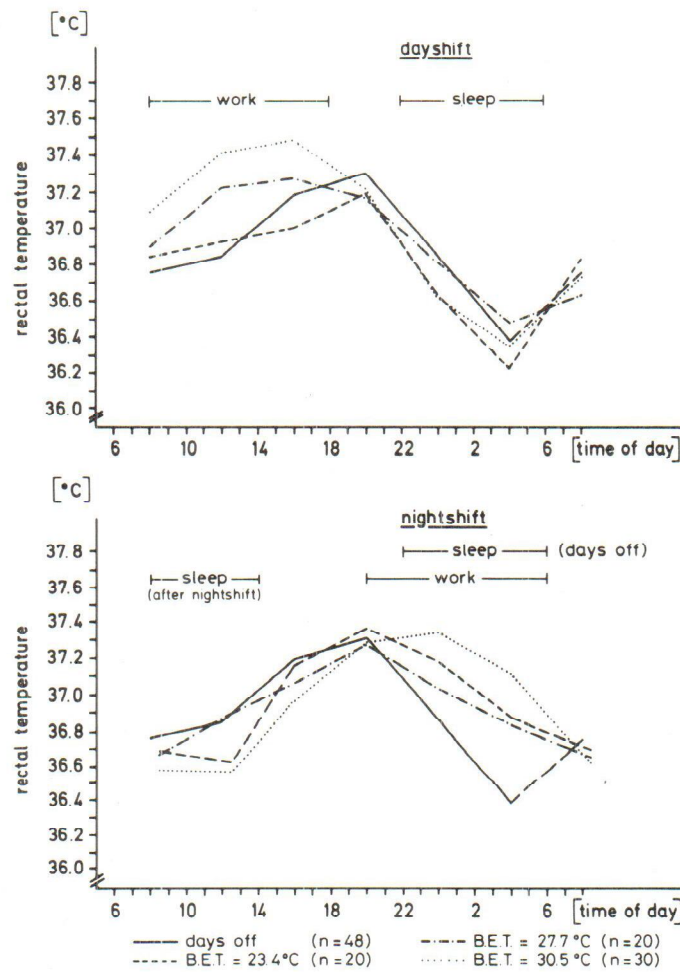 [°C]
dayshift
37.8
work
sleep
37.6
37.4
37.2
37.0
36.8
36.6
36.4
36.2
36.0
rectal temperature
6 10 14 18 22 2 6 [time of day]
[°C]
nightshift
37.8
sleep (days off)
37.6
sleep
work
(after nightshift)
37.4
37.2
37.0
36.8
36.6
36.4
36.2
36.0
rectal temperature
6 10 14 18 22 2 6 [time of day]
days off (n=48)
B.E.T. = 27.7 °C (n=20)
B.E.T. = 23.4 °C (n=20)
B.E.T. = 30.5 °C (n=30)